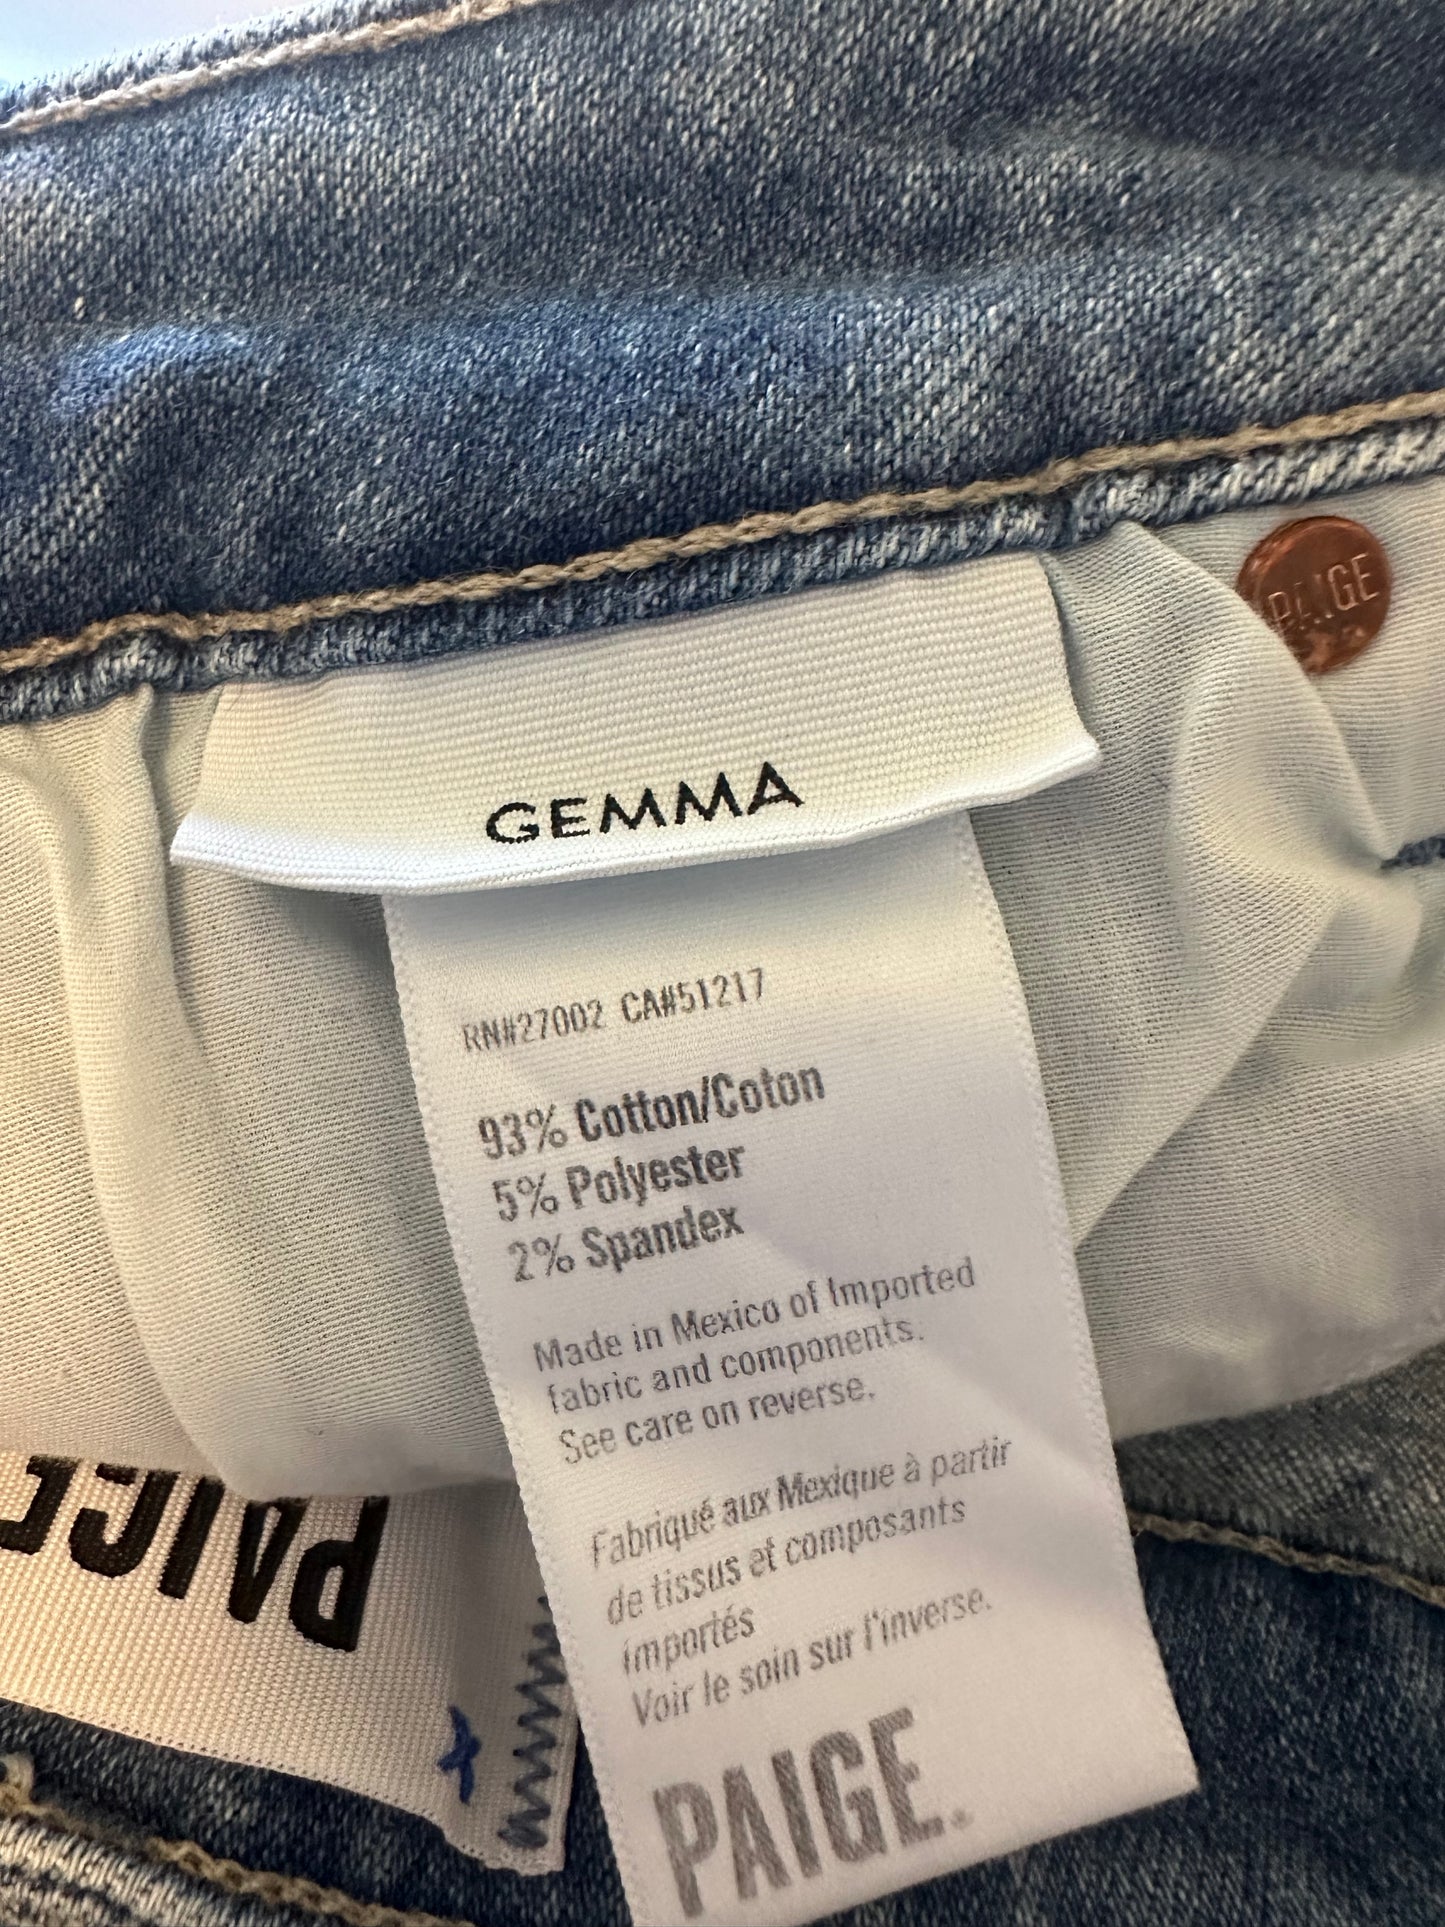 PAIGE
GEMMA
RN#27002 CA#51217
93% Cotton/Coton
5% Polyester
2% Spandex
Made in Mexico of Imported
fabric and components.
See care on reverse.
Fabriqué aux Mexique à partir
de tissus et composants
importés
Voir le soin sur l'inverse.
PAIGE
PAIGE.